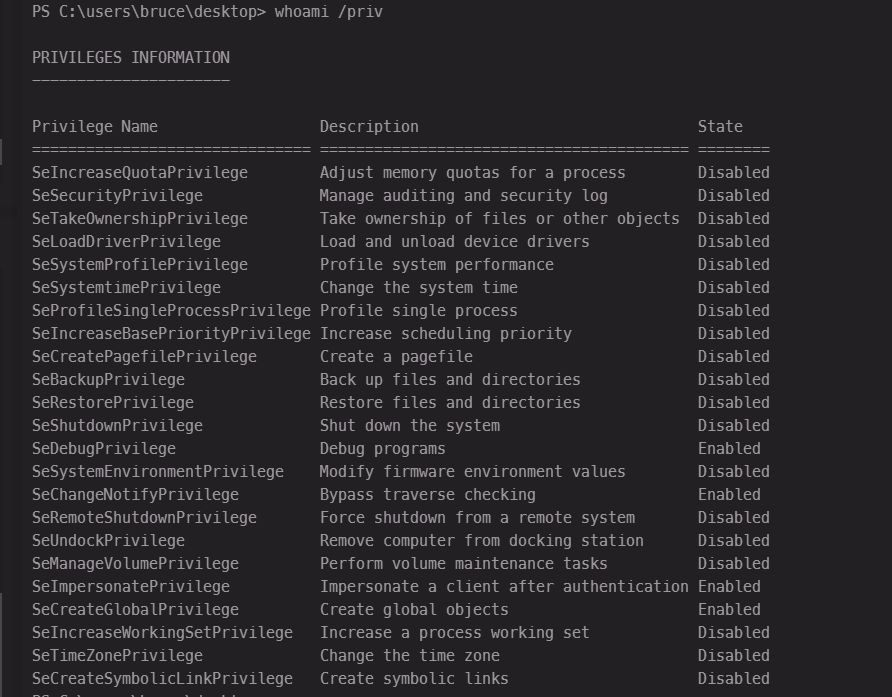 PS C:\users\bruce\desktop> whoami /priv
PRIVILEGES INFORMATION
----------------------
Privilege Name                  Description                               State
=============================== ========================================= ========
SeIncreaseQuotaPrivilege        Adjust memory quotas for a process        Disabled
SeSecurityPrivilege             Manage auditing and security log          Disabled
SeTakeOwnershipPrivilege        Take ownership of files or other objects  Disabled
SeLoadDriverPrivilege           Load and unload device drivers            Disabled
SeSystemProfilePrivilege        Profile system performance                Disabled
SeSystemtimePrivilege           Change the system time                    Disabled
SeProfileSingleProcessPrivilege Profile single process                    Disabled
SeIncreaseBasePriorityPrivilege Increase scheduling priority              Disabled
SeCreatePagefilePrivilege       Create a pagefile                         Disabled
SeBackupPrivilege               Back up files and directories             Disabled
SeRestorePrivilege              Restore files and directories             Disabled
SeShutdownPrivilege             Shut down the system                      Disabled
SeDebugPrivilege                Debug programs                            Enabled
SeSystemEnvironmentPrivilege    Modify firmware environment values        Disabled
SeChangeNotifyPrivilege         Bypass traverse checking                  Enabled
SeRemoteShutdownPrivilege       Force shutdown from a remote system       Disabled
SeUndockPrivilege               Remove computer from docking station      Disabled
SeManageVolumePrivilege         Perform volume maintenance tasks          Disabled
SeImpersonatePrivilege          Impersonate a client after authentication Enabled
SeCreateGlobalPrivilege         Create global objects                     Enabled
SeIncreaseWorkingSetPrivilege   Increase a process working set            Disabled
SeTimeZonePrivilege             Change the time zone                      Disabled
SeCreateSymbolicLinkPrivilege   Create symbolic links                     Disabled